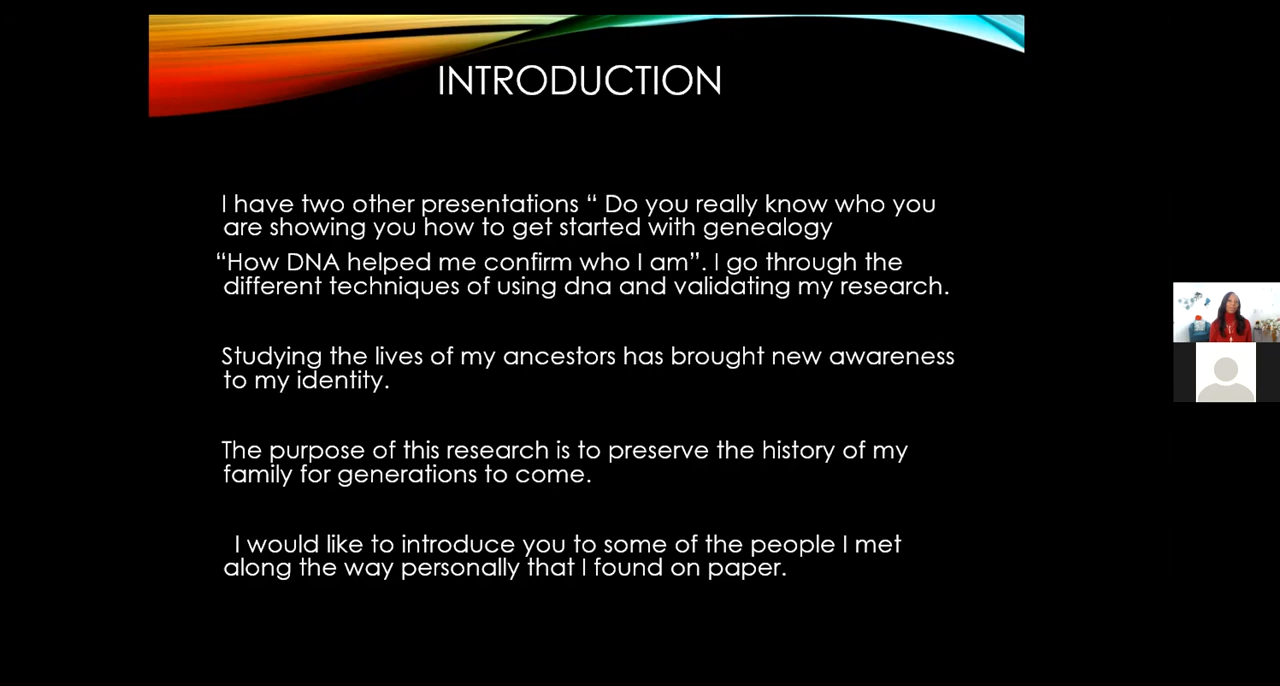 INTRODUCTION
I have two other presentations “ Do you really know who you
are showing you how to get started with genealogy
“How DNA helped me confirm who I am”. I go through the
different techniques of using dna and validating my research.
Studying the lives of my ancestors has brought new awareness
to my identity.
The purpose of this research is to preserve the history of my
family for generations to come.
I would like to introduce you to some of the people I met
along the way personally that I found on paper.